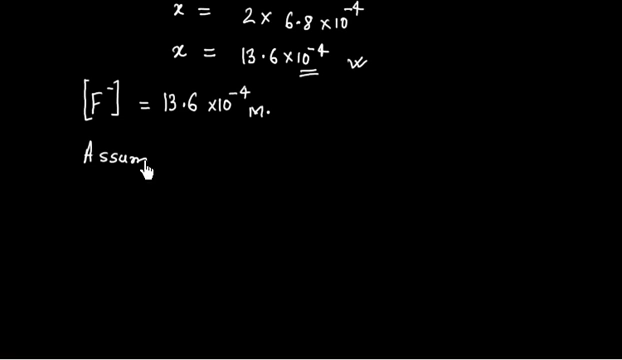 x = 2 × 6.8 × 10⁻⁴
x = 13.6 × 10⁻⁴
[F⁻] = 13.6 × 10⁻⁴ M.
Assum